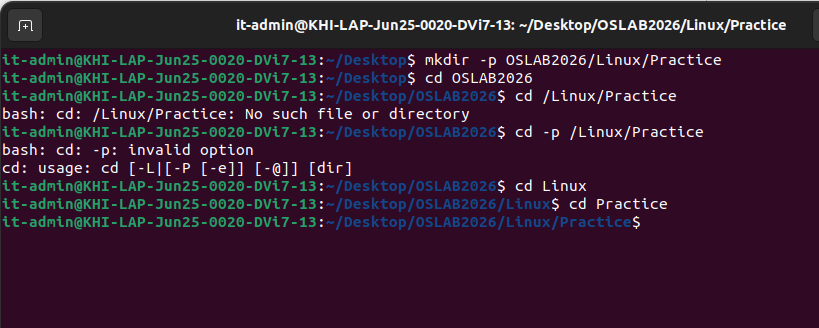 it-admin@KHI-LAP-Jun25-0020-DVi7-13: ~/Desktop/OSLAB2026/Linux/Practice
it-admin@KHI-LAP-Jun25-0020-DVi7-13:~/Desktop$ mkdir -p OSLAB2026/Linux/Practice
it-admin@KHI-LAP-Jun25-0020-DVi7-13:~/Desktop$ cd OSLAB2026
it-admin@KHI-LAP-Jun25-0020-DVi7-13:~/Desktop/OSLAB2026$ cd /Linux/Practice
bash: cd: /Linux/Practice: No such file or directory
it-admin@KHI-LAP-Jun25-0020-DVi7-13:~/Desktop/OSLAB2026$ cd -p /Linux/Practice
bash: cd: -p: invalid option
cd: usage: cd [-L|[-P [-e]] [-@]] [dir]
it-admin@KHI-LAP-Jun25-0020-DVi7-13:~/Desktop/OSLAB2026$ cd Linux
it-admin@KHI-LAP-Jun25-0020-DVi7-13:~/Desktop/OSLAB2026/Linux$ cd Practice
it-admin@KHI-LAP-Jun25-0020-DVi7-13:~/Desktop/OSLAB2026/Linux/Practice$